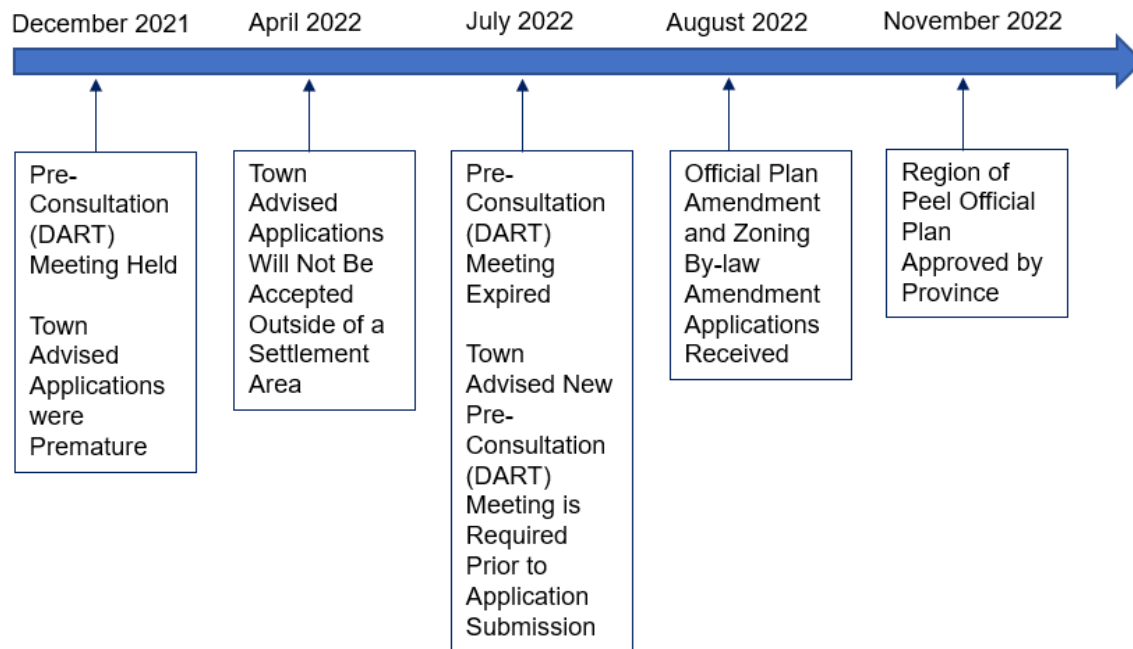 December 2021
April 2022
July 2022
August 2022
November 2022
Pre-
Consultation
(DART)
Meeting Held
Town
Advised
Applications
were
Premature
Town
Advised
Applications
Will Not Be
Accepted
Outside of a
Settlement
Area
Pre-
Consultation
(DART)
Meeting
Expired
Town
Advised New
Pre-
Consultation
(DART)
Meeting is
Required
Prior to
Application
Submission
Official Plan
Amendment
and Zoning
By-law
Amendment
Applications
Received
Region of
Peel Official
Plan
Approved by
Province